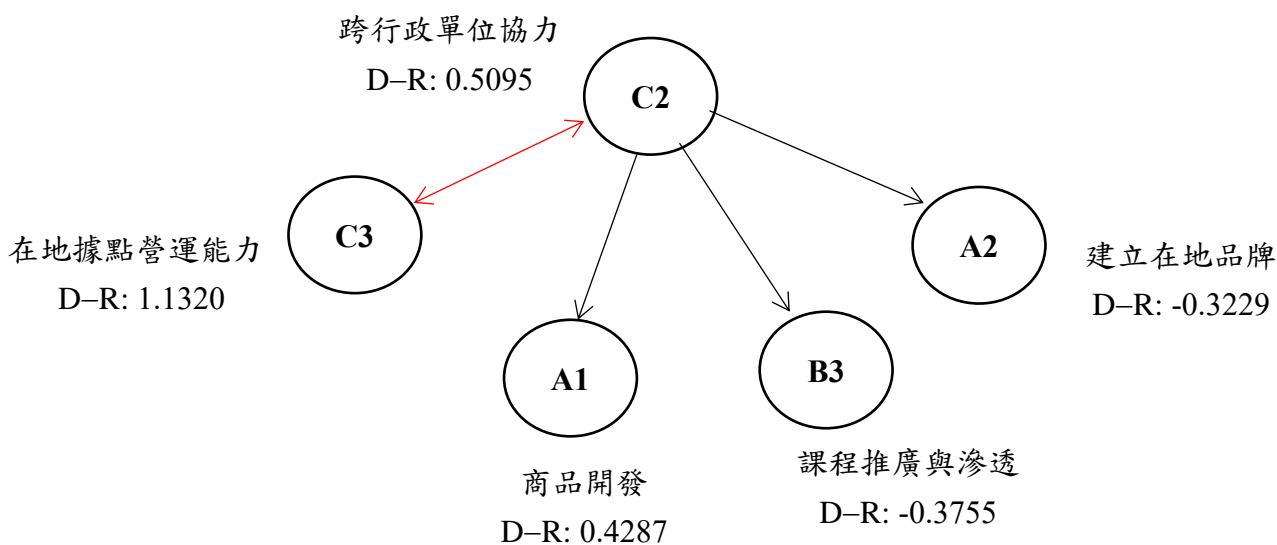 跨行政單位協力
D–R: 0.5095
C2
C3
在地據點營運能力
D–R: 1.1320
A2
建立在地品牌
D–R: -0.3229
A1
商品開發
D–R: 0.4287
B3
課程推廣與滲透
D–R: -0.3755